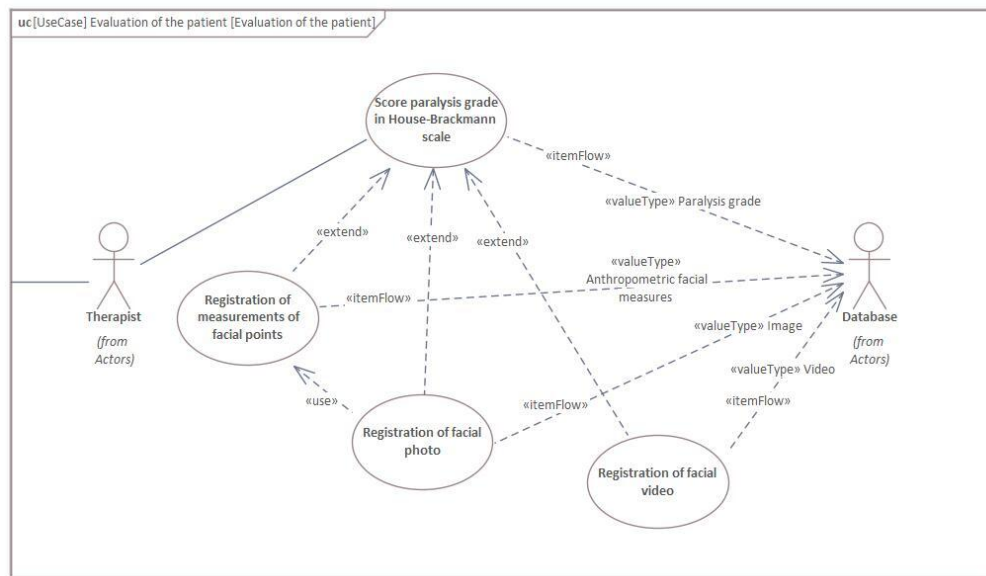 uc [UseCase] Evaluation of the patient [Evaluation of the patient]
Score paralysis grade
in House-Brackmann
scale
«itemFlow»
«valueType» Paralysis grade
«extend»
«extend»
«extend»
«valueType»
Anthropometric facial
measures
«itemFlow»
Registration of
measurements of
facial points
Therapist
(from
Actors)
Database
(from
Actors)
«valueType» Image
«valueType» Video
«use»
«itemFlow»
«itemFlow»
Registration of facial
photo
Registration of facial
video